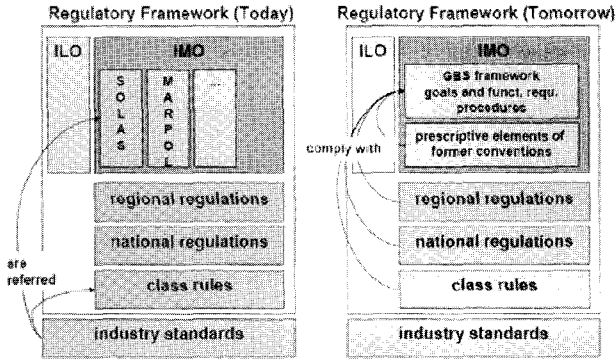 Regulatory Framework (Today)
ILO
IMO
SOLAS
MARPOL
regional regulations
national regulations
class rules
industry standards
are
referred
Regulatory Framework (Tomorrow)
ILO
IMO
GBS framework
goals and funct. requ.
procedures
prescriptive elements of
former conventions
comply with
regional regulations
national regulations
class rules
industry standards